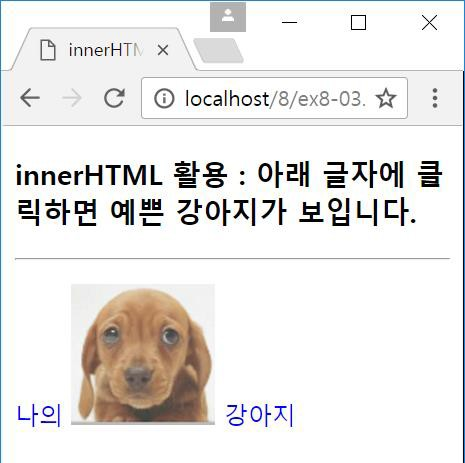 innerHTM
localhost/8/ex8-03.
innerHTML 활용 : 아래 글자에 클
릭하면 예쁜 강아지가 보입니다.
나의 강아지